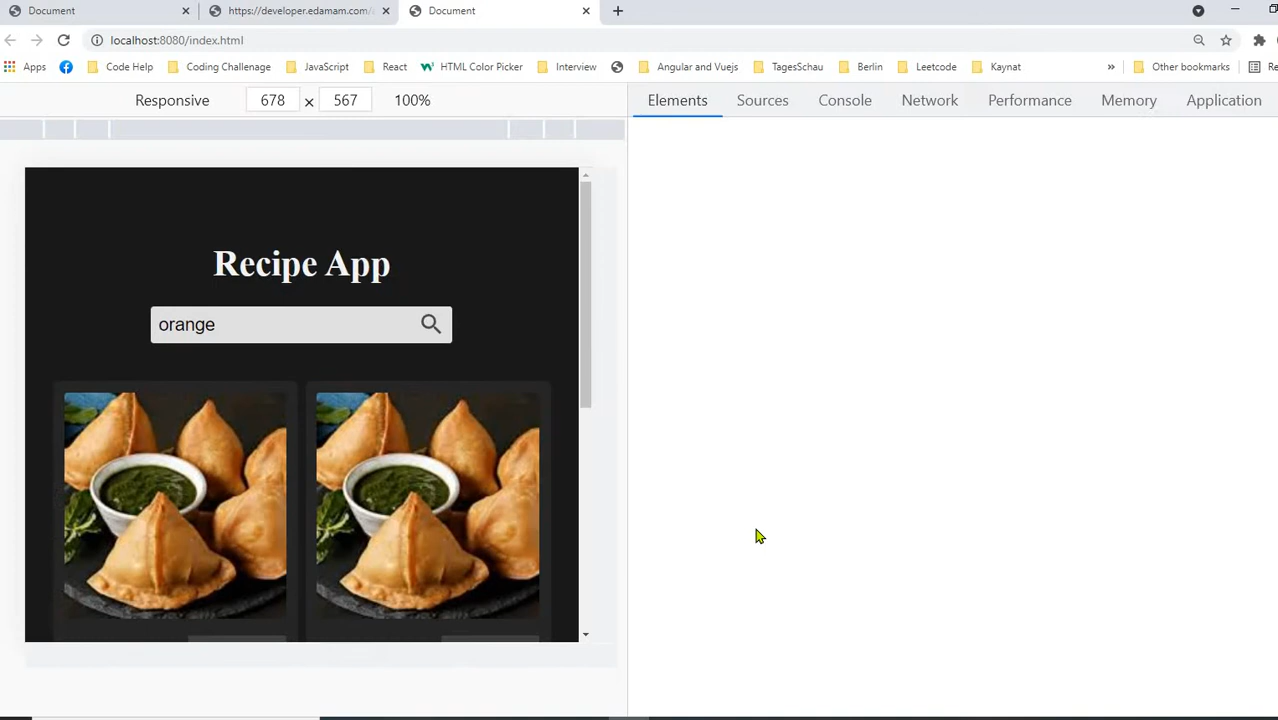 Document
https://developer.edamam.com/
Document
localhost:8080/index.html
Apps
Code Help
Coding Challenage
JavaScript
React
HTML Color Picker
Interview
Angular and Vuejs
TagesSchau
Berlin
Leetcode
Kaynat
»
Other bookmarks
Re
Responsive
678 × 567
100%
Elements
Sources
Console
Network
Performance
Memory
Application
Recipe App
orange